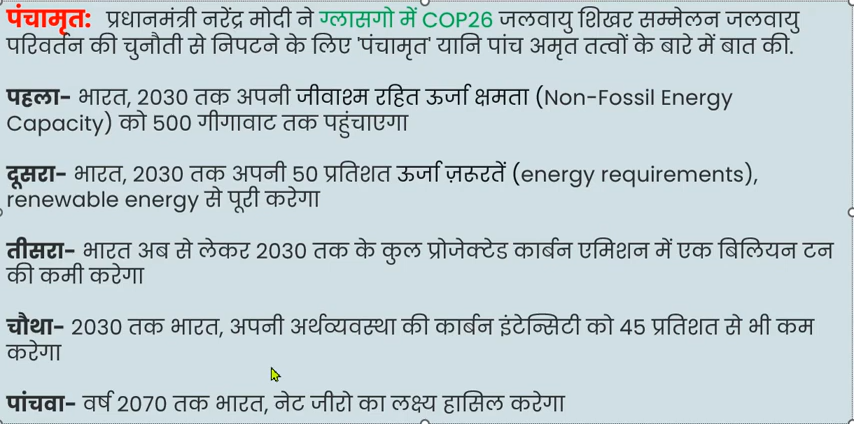 पंचामृत: प्रधानमंत्री नरेंद्र मोदी ने ग्लासगो में COP26 जलवायु शिखर सम्मेलन जलवायु
परिवर्तन की चुनौती से निपटने के लिए 'पंचामृत' यानि पांच अमृत तत्वों के बारे में बात की.
पहला- भारत, 2030 तक अपनी जीवाश्म रहित ऊर्जा क्षमता (Non-Fossil Energy
Capacity) को 500 गीगावाट तक पहुंचाएगा
दूसरा- भारत, 2030 तक अपनी 50 प्रतिशत ऊर्जा ज़रूरतें (energy requirements),
renewable energy से पूरी करेगा
तीसरा- भारत अब से लेकर 2030 तक के कुल प्रोजेक्टेड कार्बन एमिशन में एक बिलियन टन
की कमी करेगा
चौथा- 2030 तक भारत, अपनी अर्थव्यवस्था की कार्बन इंटेन्सिटी को 45 प्रतिशत से भी कम
करेगा
पांचवा- वर्ष 2070 तक भारत, नेट जीरो का लक्ष्य हासिल करेगा